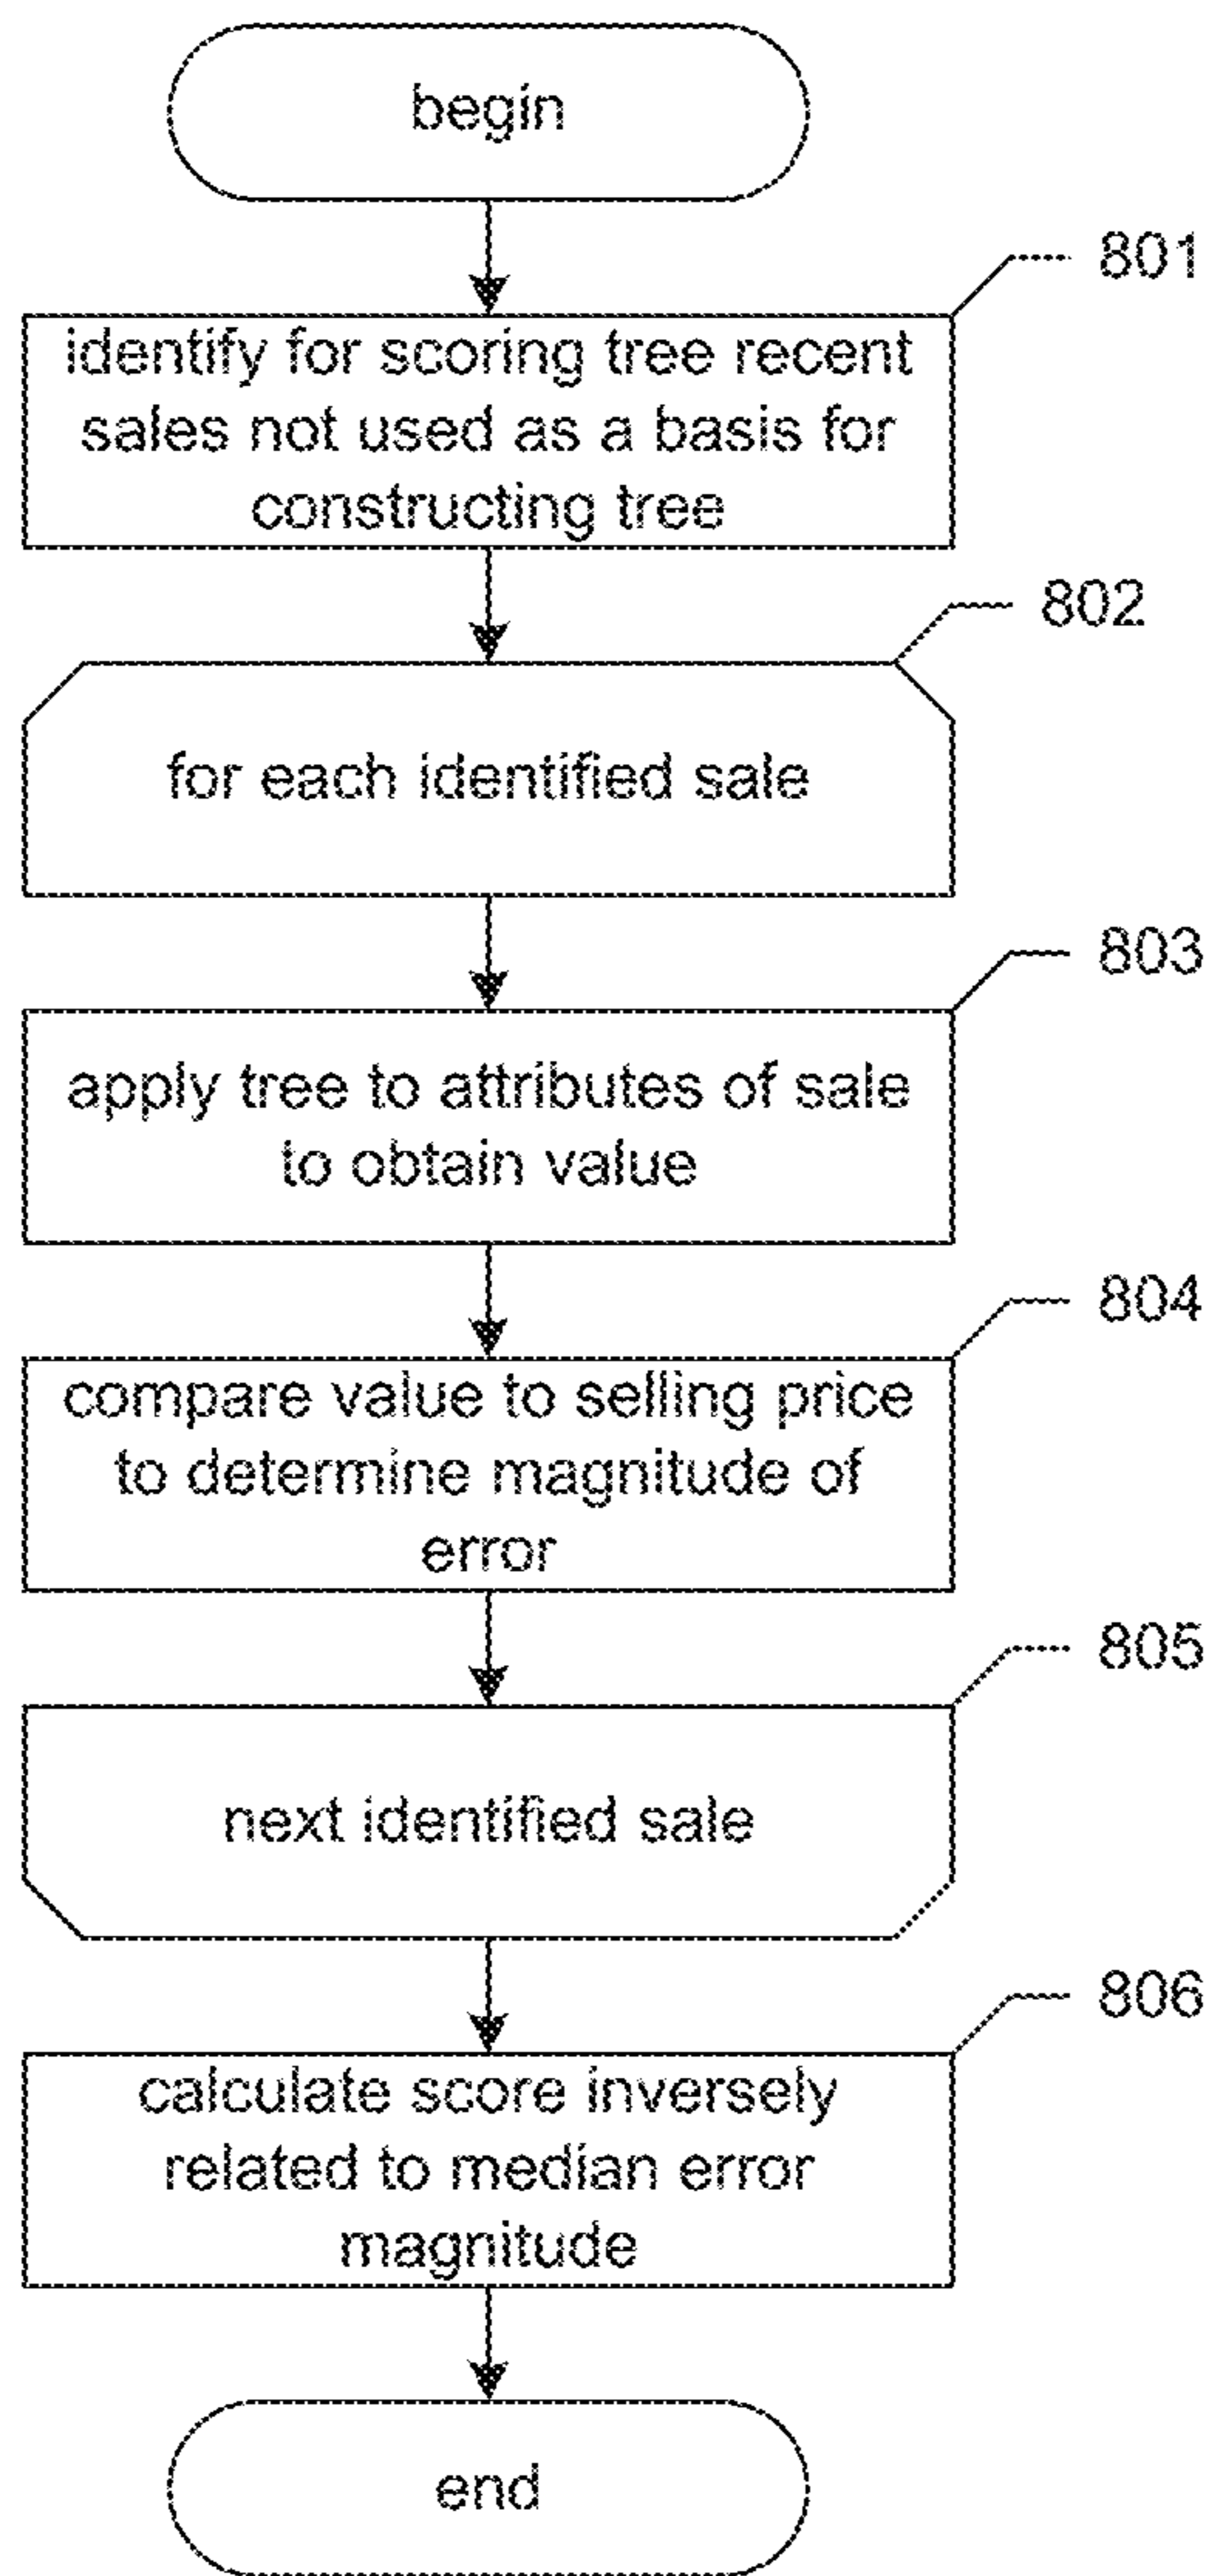 begin
801
identify for scoring tree recent
sales not used as a basis for
constructing tree
802
for each identified sale
803
apply tree to attributes of sale
to obtain value
804
compare value to selling price
to determine magnitude of
error
805
next identified sale
806
calculate score inversely
related to median error
magnitude
end